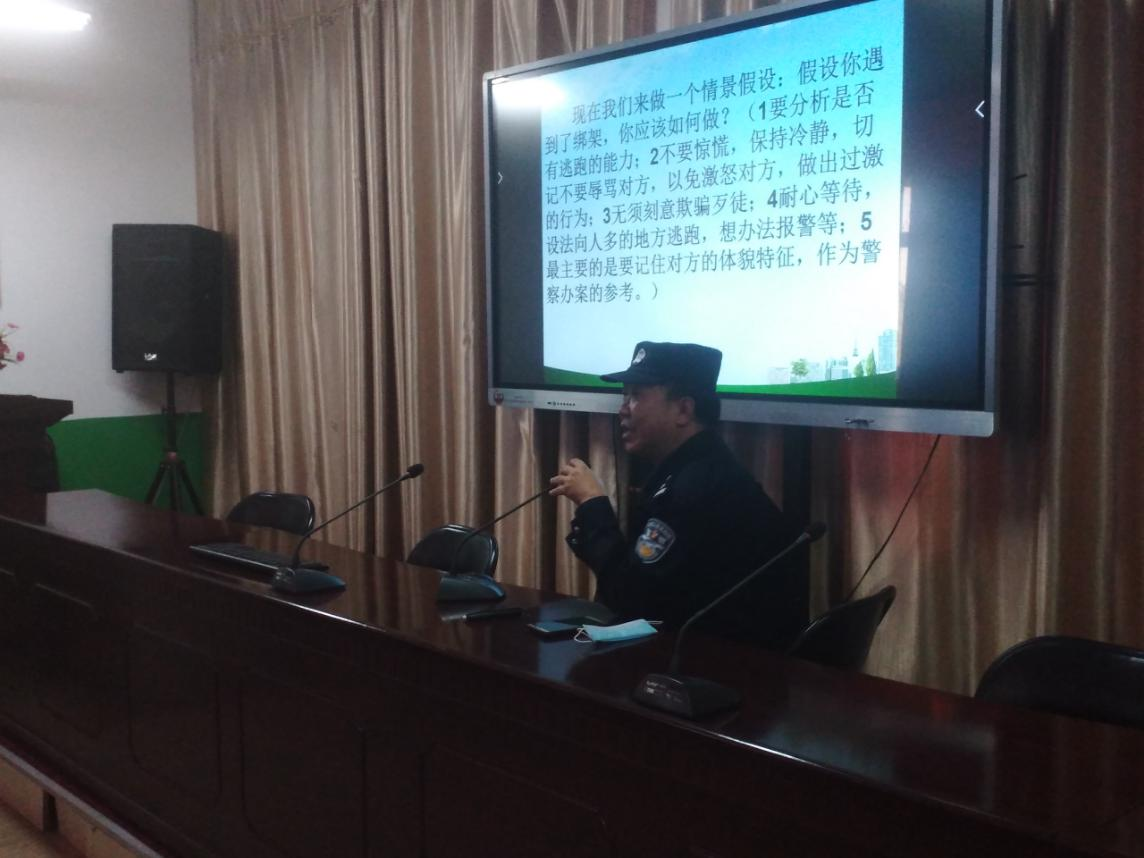 现在我们来做一个情景假设：假设你遇
到了绑架，你应该如何做？（1要分析是否
有逃跑的能力；2不要惊慌，保持冷静，切
记不要辱骂对方，以免激怒对方，做出过激
的行为；3无须刻意欺骗歹徒；4耐心等待，
设法向人多的地方逃跑，想办法报警等；5
最主要的是要记住对方的体貌特征，作为警
察办案的参考。）